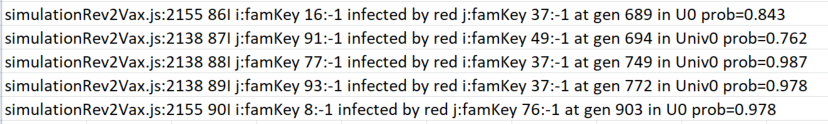 simulationRev2Vax.js:2155 86I i:famKey 16:-1 infected by red j:famKey 37:-1 at gen 689 in U0 prob=0.843
simulationRev2Vax.js:2138 87I j:famKey 91:-1 infected by red i:famKey 49:-1 at gen 694 in Univ0 prob=0.762
simulationRev2Vax.js:2138 88I j:famKey 77:-1 infected by red i:famKey 37:-1 at gen 749 in Univ0 prob=0.987
simulationRev2Vax.js:2138 89I j:famKey 93:-1 infected by red i:famKey 37:-1 at gen 772 in Univ0 prob=0.978
simulationRev2Vax.js:2155 90I i:famKey 8:-1 infected by red j:famKey 76:-1 at gen 903 in U0 prob=0.978